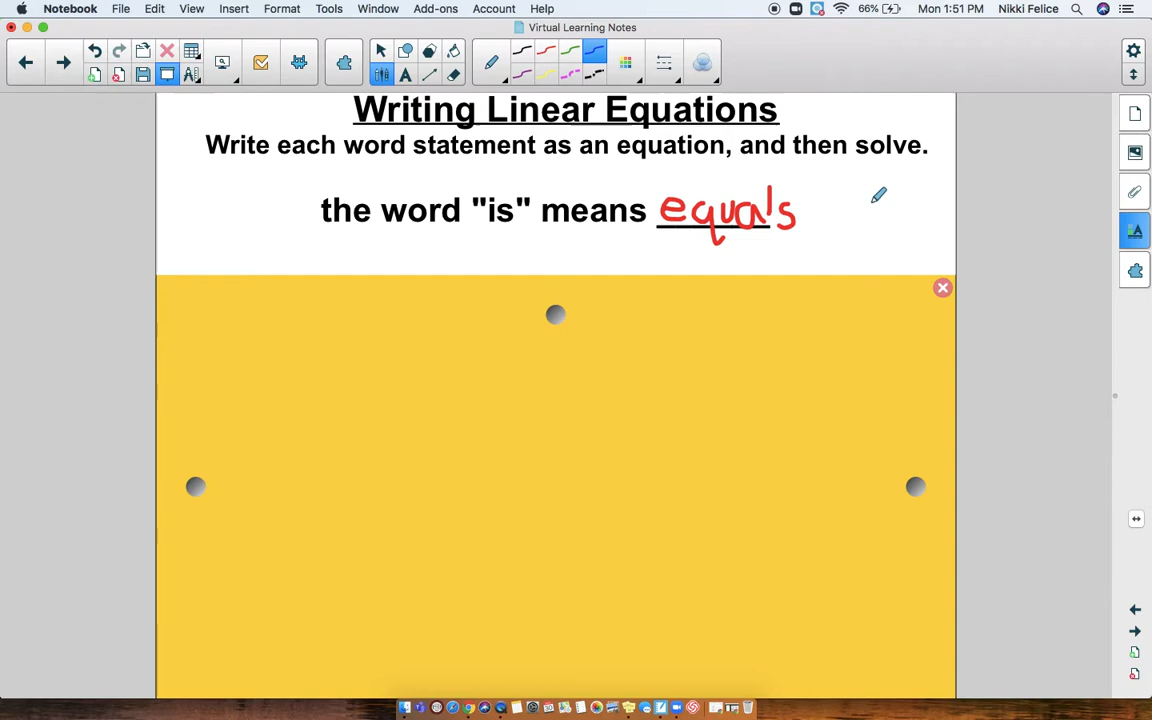 Notebook File Edit View Insert Format Tools Window Add-ons Account Help 66% Mon 1:51 PM Nikki Felice
Virtual Learning Notes
Writing Linear Equations
Write each word statement as an equation, and then solve.
the word "is" means equals